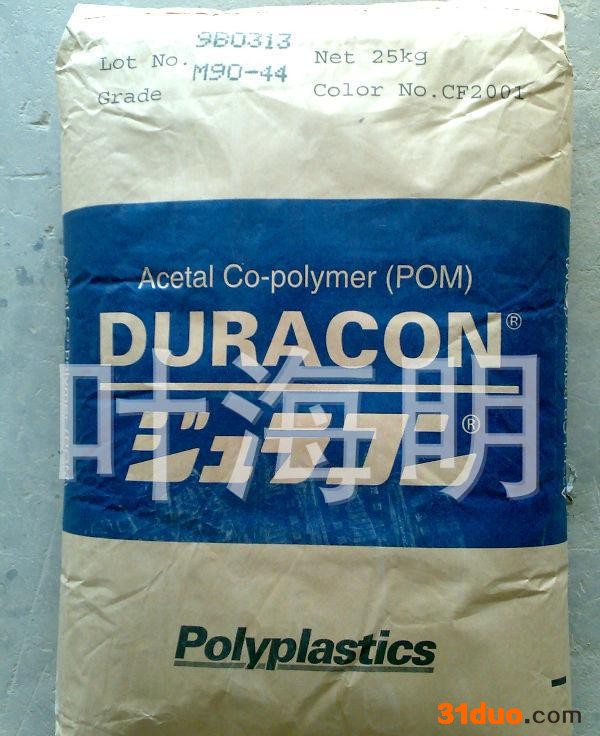 Lot No. 9B0313 Net 25kg
Grade M90-44 Color No.CF2001
Acetal Co-polymer (POM)
DURACON®
ジュラコン®
叶海明
Polyplastics
31duo.com